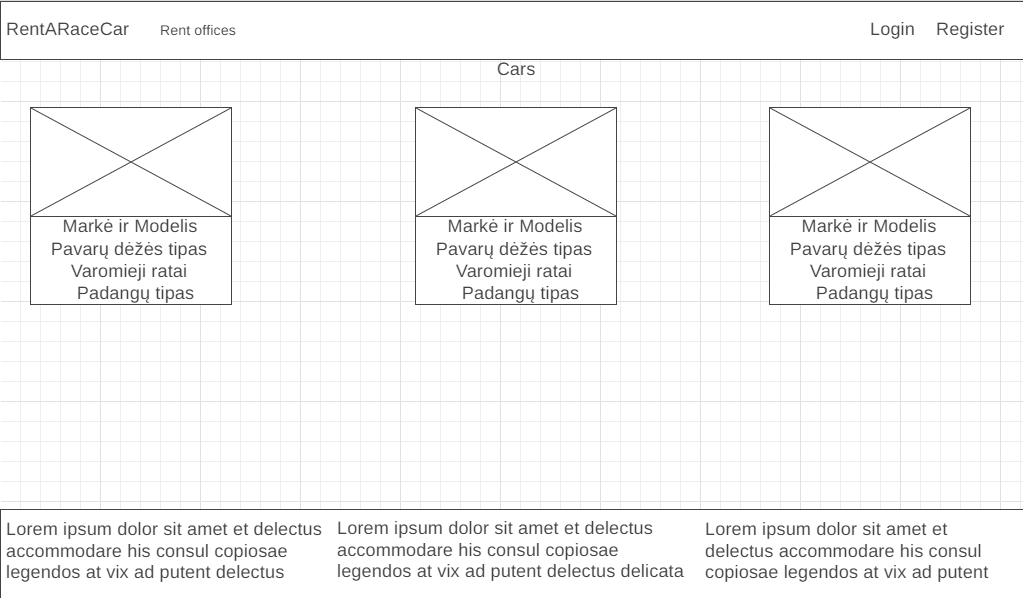 RentARaceCar Rent offices Login Register
Cars
Markė ir Modelis
Pavarų dėžės tipas
Varomieji ratai
Padangų tipas
Markė ir Modelis
Pavarų dėžės tipas
Varomieji ratai
Padangų tipas
Markė ir Modelis
Pavarų dėžės tipas
Varomieji ratai
Padangų tipas
Lorem ipsum dolor sit amet et delectus
accommodare his consul copiosae
legendos at vix ad putent delectus
Lorem ipsum dolor sit amet et delectus
accommodare his consul copiosae
legendos at vix ad putent delectus delicata
Lorem ipsum dolor sit amet et
delectus accommodare his consul
copiosae legendos at vix ad putent